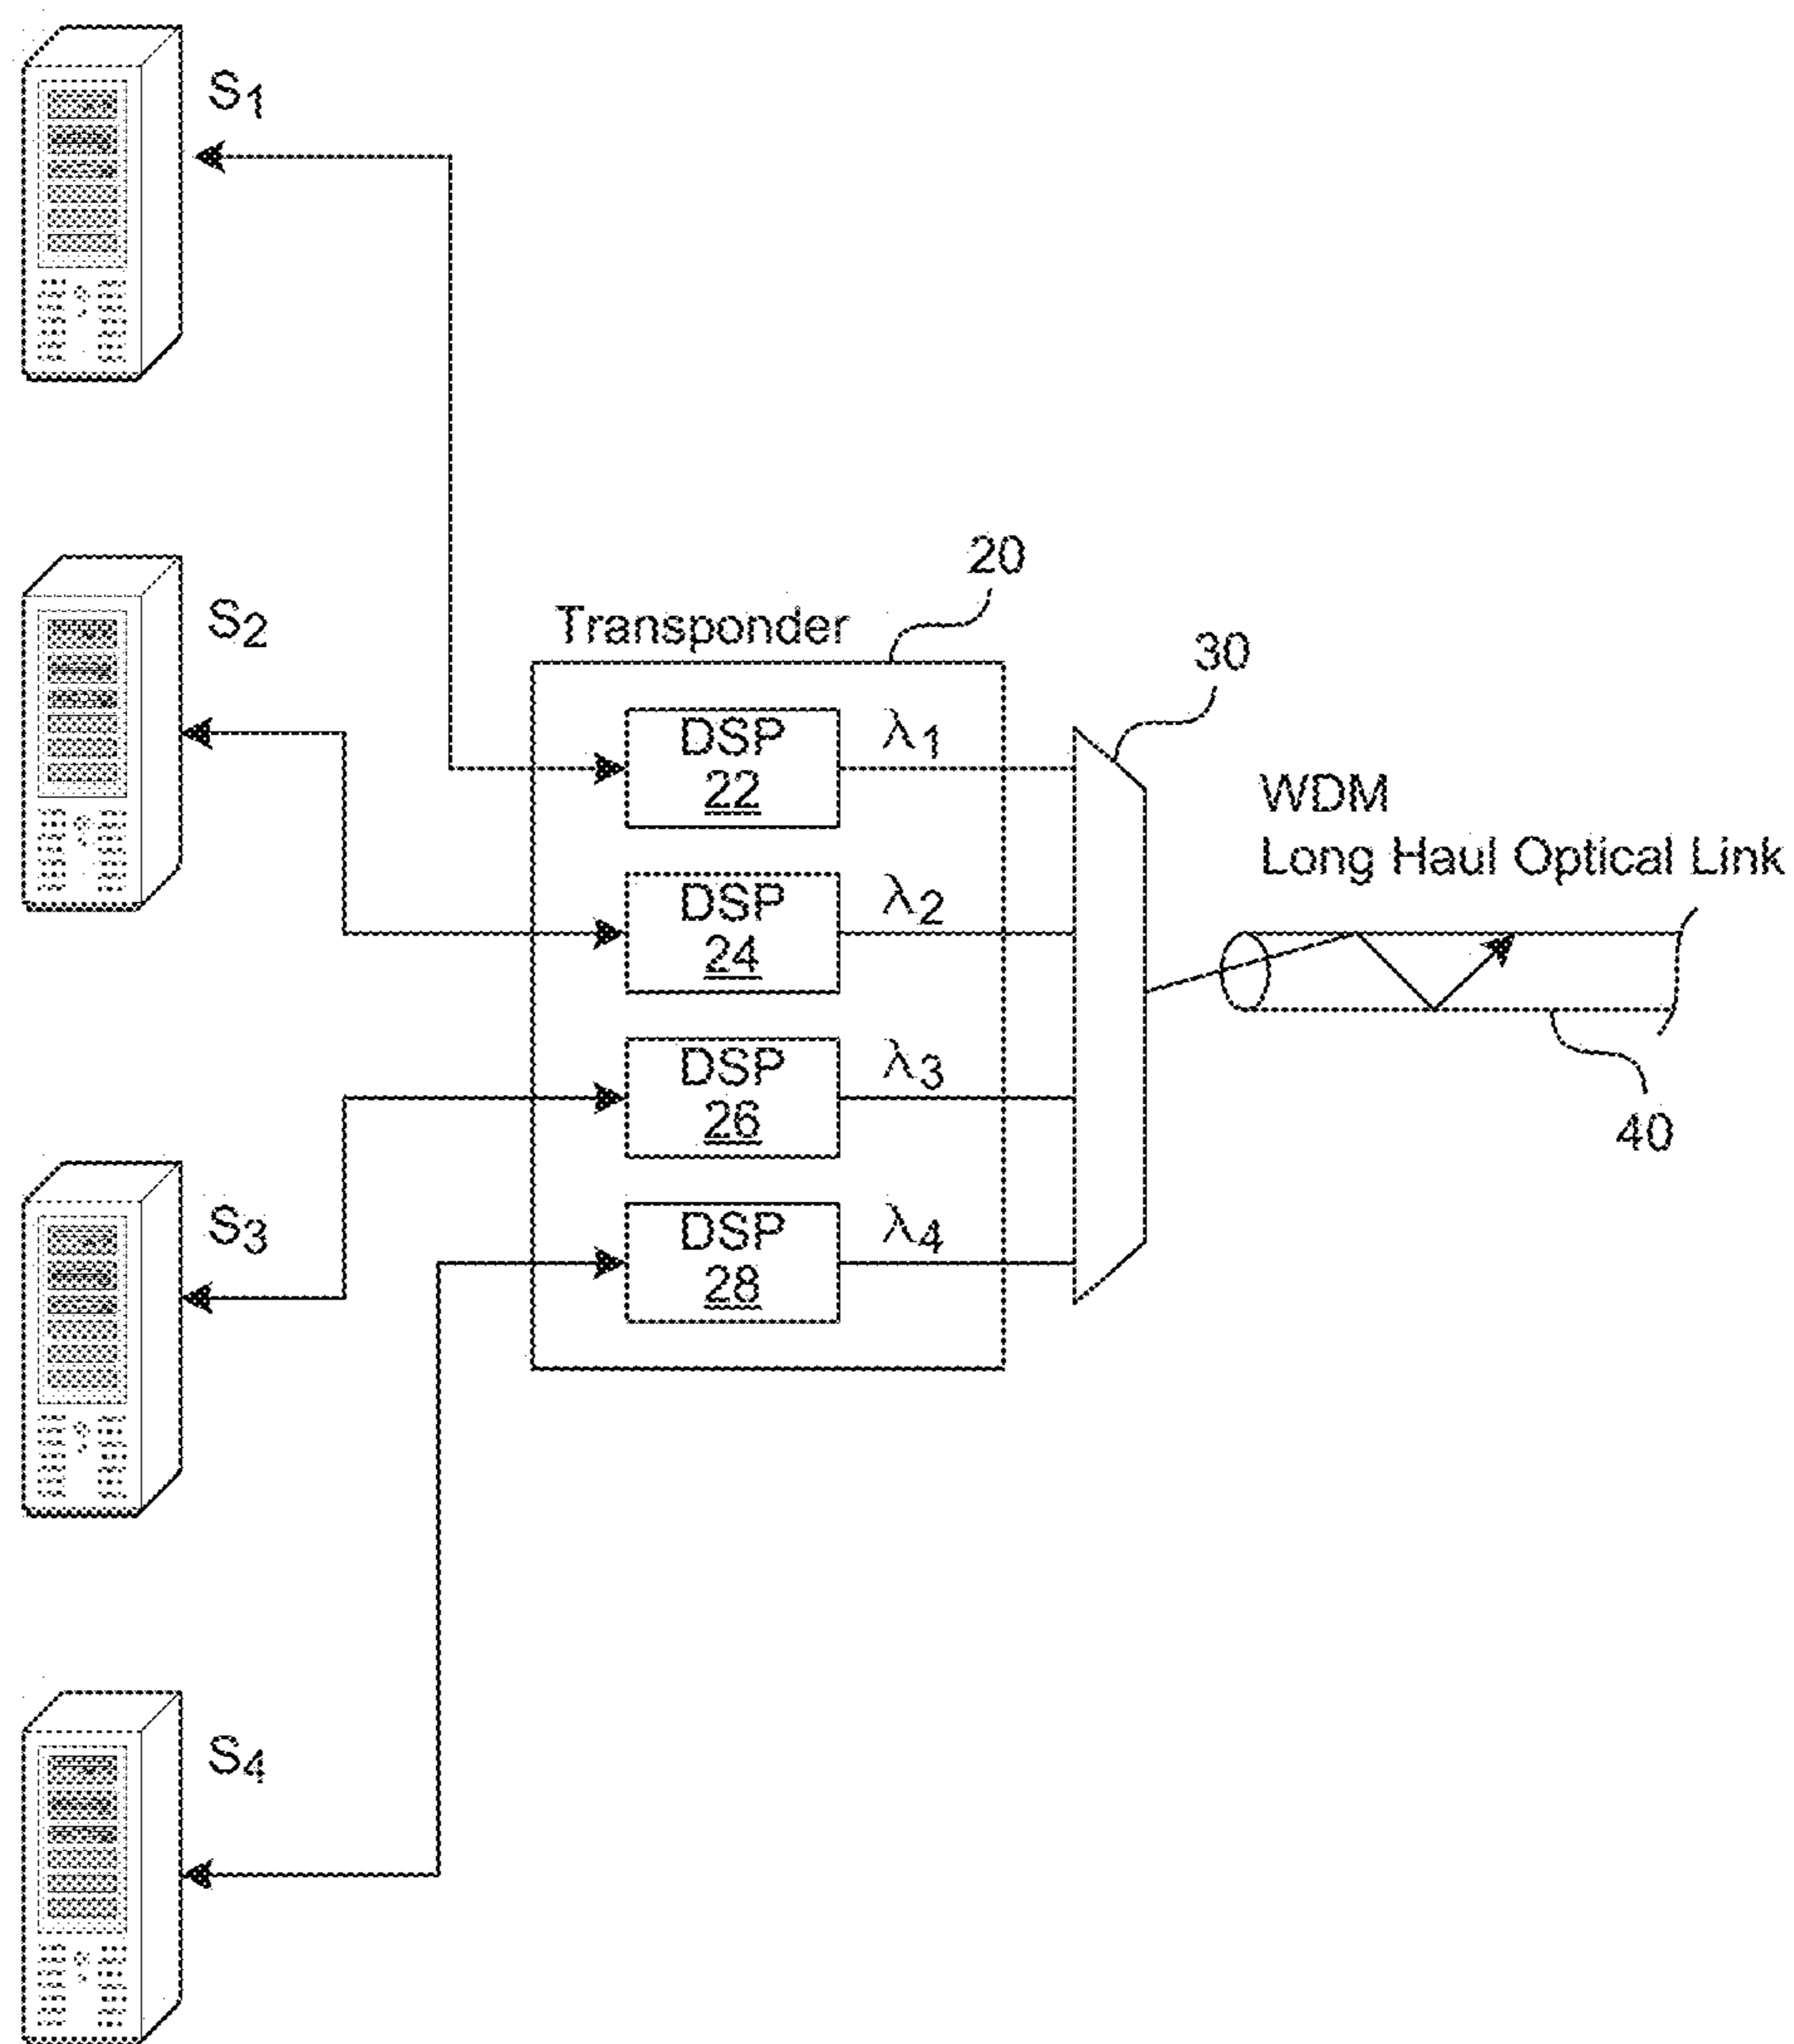 S1
S2
20
Transponder
30
DSP
22
λ1
WDM
Long Haul Optical Link
DSP
24
λ2
DSP
26
λ3
40
DSP
28
λ4
S3
S4